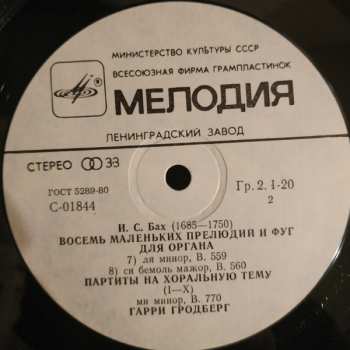 МИНИСТЕРСТВО КУЛЬТУРЫ СССР
ВСЕСОЮЗНАЯ ФИРМА ГРАМПЛАСТИНОК
МЕЛОДИЯ
ЛЕНИНГРАДСКИЙ ЗАВОД
СТЕРЕО 33
ГОСТ 5289-80
С-01844
Гр. 2. 1-20
2
И. С. Бах (1685—1750)
ВОСЕМЬ МАЛЕНЬКИХ ПРЕЛЮДИЙ И ФУГ
ДЛЯ ОРГАНА
7) ля минор, В. 559
8) си бемоль мажор, В. 560
ПАРТИТЫ НА ХОРАЛЬНУЮ ТЕМУ
(I—X)
ми минор, В. 770
ГАРРИ ГРОДБЕРГ